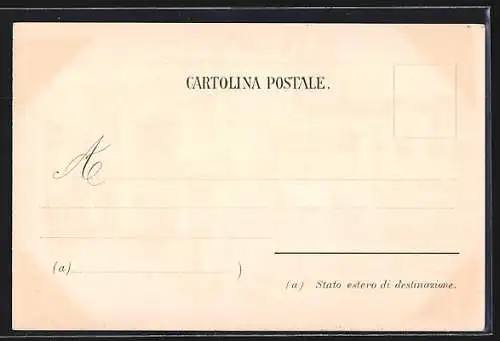 CARTOLINA POSTALE.
A
(a) )
(a) Stato estero di destinazione.